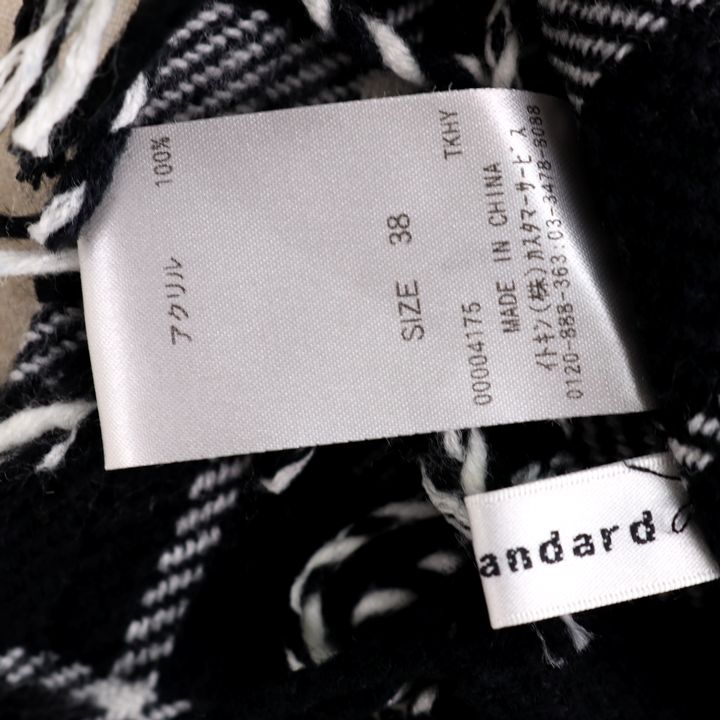 アクリル 100%
SIZE 38
00004175 TKHY
MADE IN CHINA
イトキン(株)カスタマーサービス
0120-888-363:03-3478-8088
andard